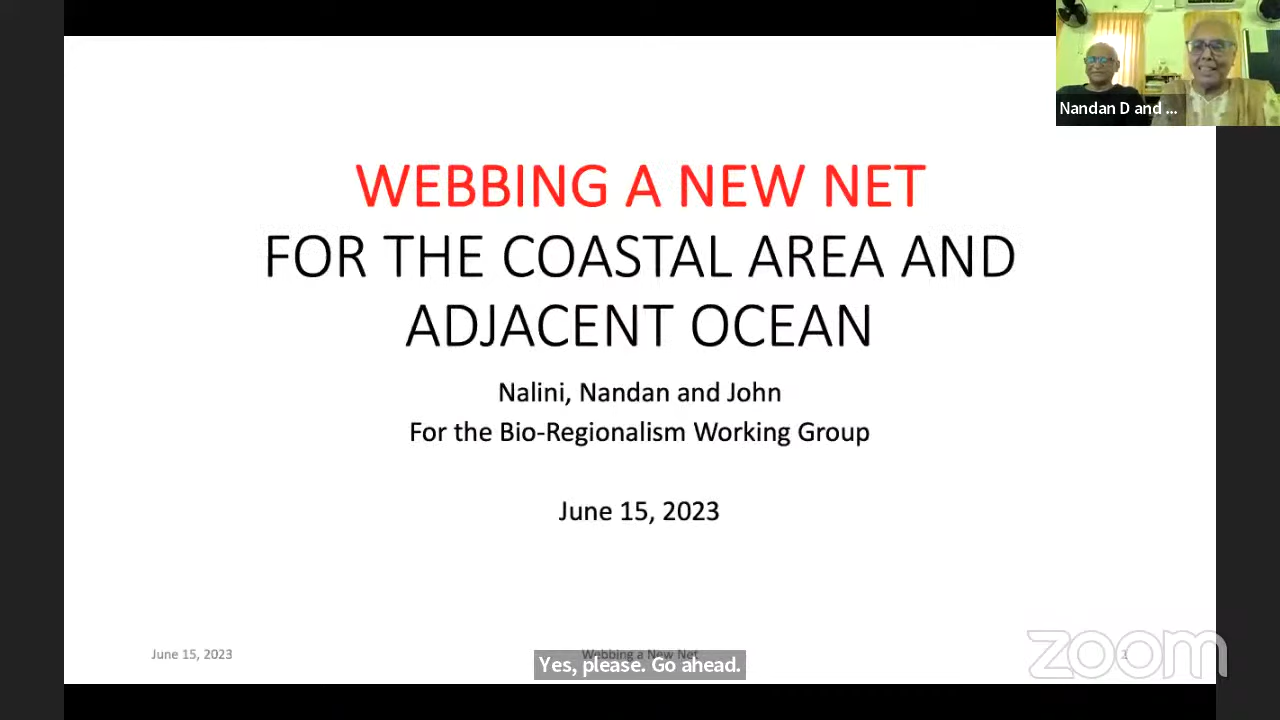 Nandan D and ...
WEBBING A NEW NET
FOR THE COASTAL AREA AND
ADJACENT OCEAN
Nalini, Nandan and John
For the Bio-Regionalism Working Group
June 15, 2023
June 15, 2023
Webbing a New Net
2
zoom
Yes, please. Go ahead.